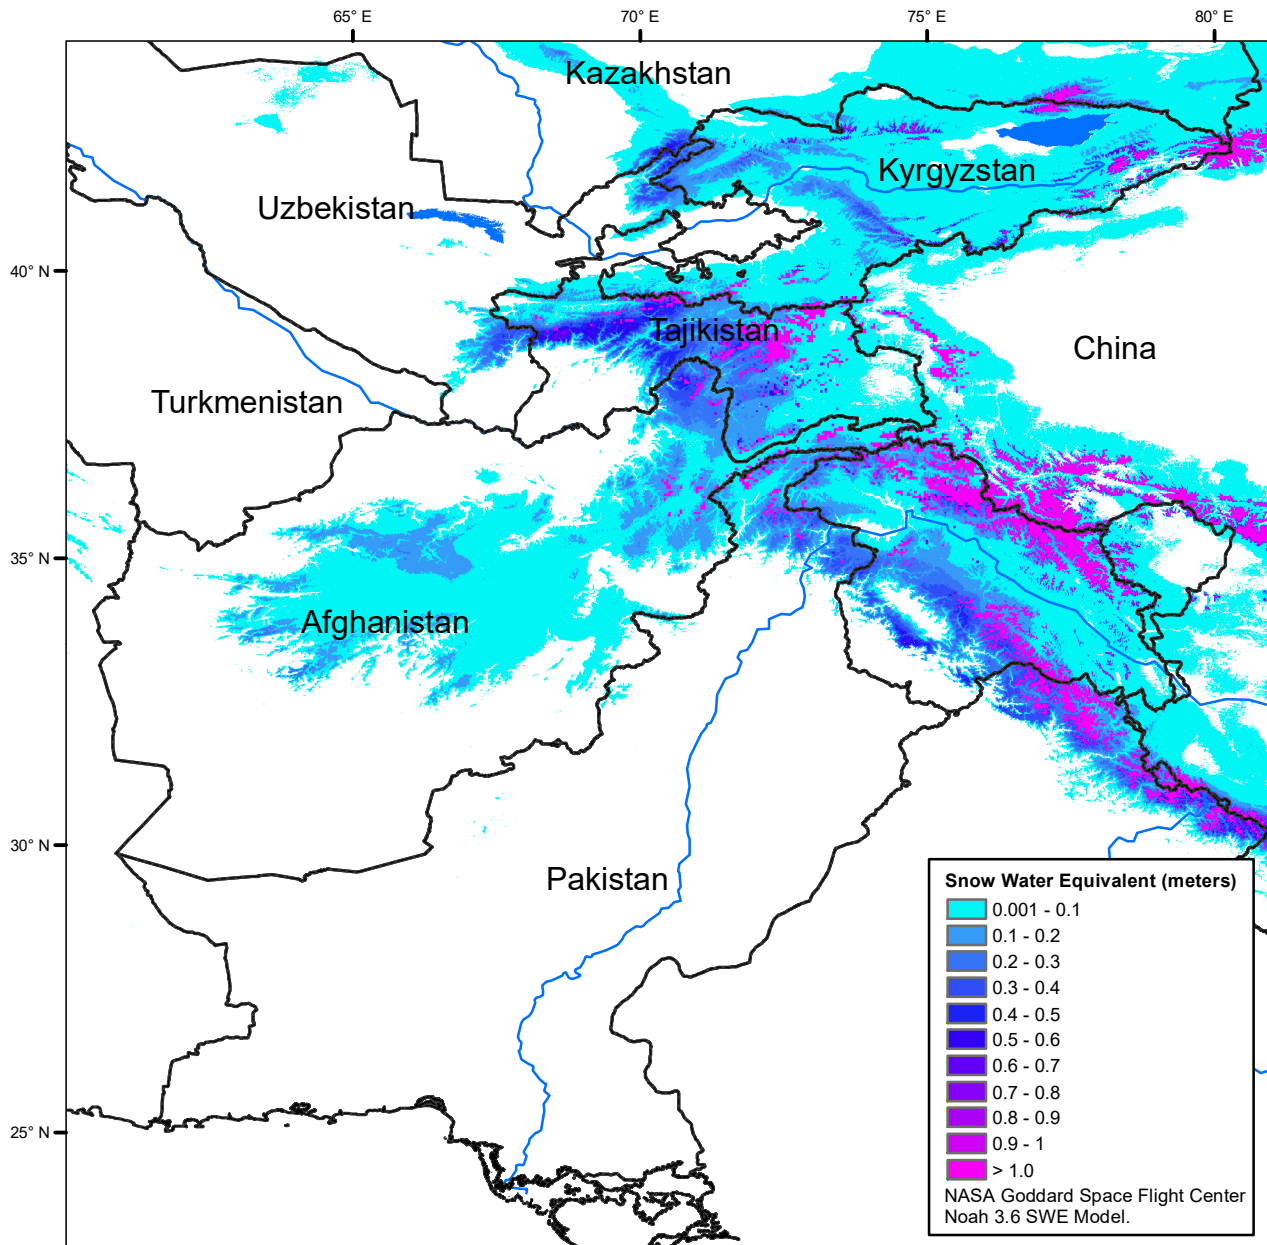 65° E
70° E
75° E
80° E
Kazakhstan
Kyrgyzstan
Uzbekistan
40° N
Tajikistan
China
Turkmenistan
35° N
Afghanistan
30° N
Pakistan
25° N
Snow Water Equivalent (meters)
0.001 - 0.1
0.1 - 0.2
0.2 - 0.3
0.3 - 0.4
0.4 - 0.5
0.5 - 0.6
0.6 - 0.7
0.7 - 0.8
0.8 - 0.9
0.9 - 1
> 1.0
NASA Goddard Space Flight Center
Noah 3.6 SWE Model.